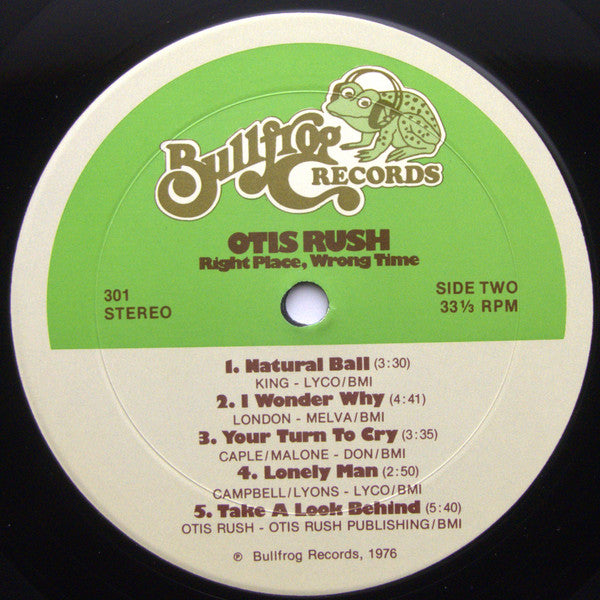 Bullfrog
RECORDS
OTIS RUSH
Right Place, Wrong Time
301
STEREO
SIDE TWO
33⅓ RPM
1. Natural Ball (3:30)
KING - LYCO/BMI
2. I Wonder Why (4:41)
LONDON - MELVA/BMI
3. Your Turn To Cry (3:35)
CAPLE/MALONE - DON/BMI
4. Lonely Man (2:50)
CAMPBELL/LYONS - LYCO/BMI
5. Take A Look Behind (5:40)
OTIS RUSH - OTIS RUSH PUBLISHING/BMI
℗ Bullfrog Records, 1976